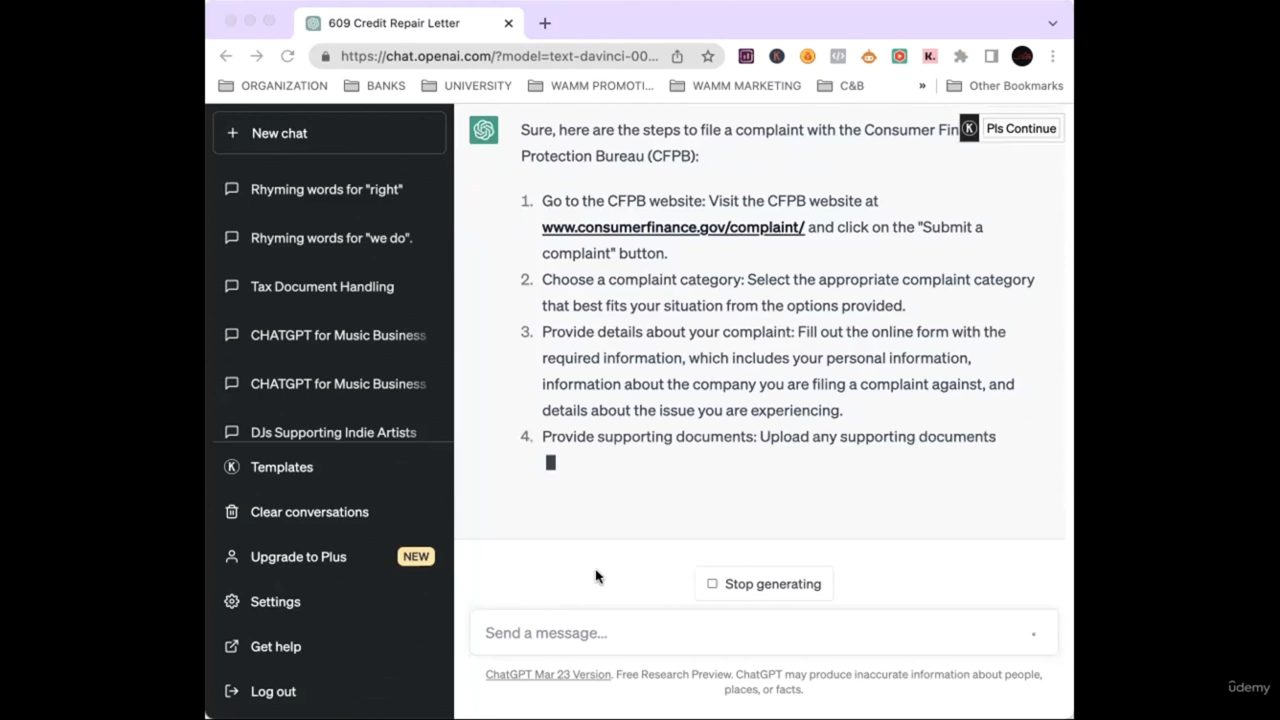 609 Credit Repair Letter
https://chat.openai.com/?model=text-davinci-00...
ORGANIZATION
BANKS
UNIVERSITY
WAMM PROMOTI...
WAMM MARKETING
C&B
»
Other Bookmarks
New chat
Rhyming words for "right"
Rhyming words for "we do".
Tax Document Handling
CHATGPT for Music Business
CHATGPT for Music Business
DJs Supporting Indie Artists
Templates
Clear conversations
Upgrade to Plus NEW
Settings
Get help
Log out
Sure, here are the steps to file a complaint with the Consumer Fin
Pls Continue
Protection Bureau (CFPB):
1. Go to the CFPB website: Visit the CFPB website at
www.consumerfinance.gov/complaint/ and click on the "Submit a
complaint" button.
2. Choose a complaint category: Select the appropriate complaint category
that best fits your situation from the options provided.
3. Provide details about your complaint: Fill out the online form with the
required information, which includes your personal information,
information about the company you are filing a complaint against, and
details about the issue you are experiencing.
4. Provide supporting documents: Upload any supporting documents
Stop generating
Send a message...
ChatGPT Mar 23 Version. Free Research Preview. ChatGPT may produce inaccurate information about people,
places, or facts.
ûdemy